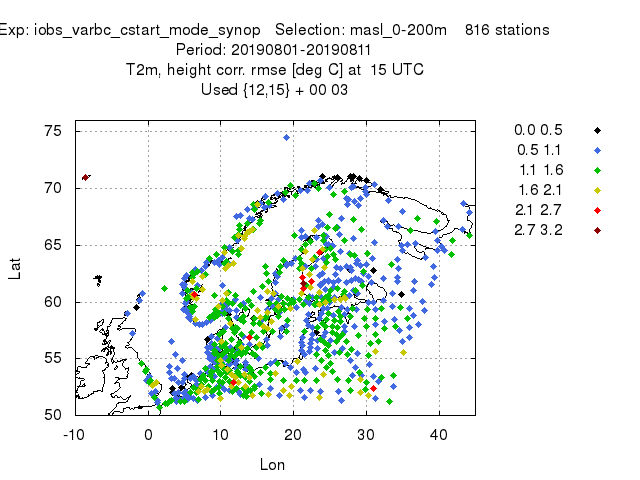 Exp: iobs_varbc_cstart_mode_synop Selection: masl_0-200m 816 stations
Period: 20190801-20190811
T2m, height corr. rmse [deg C] at 15 UTC
Used {12,15} + 00 03
0.0 0.5
0.5 1.1
1.1 1.6
1.6 2.1
2.1 2.7
2.7 3.2
75
70
65
60
55
50
Lat
-10 0 10 20 30 40
Lon